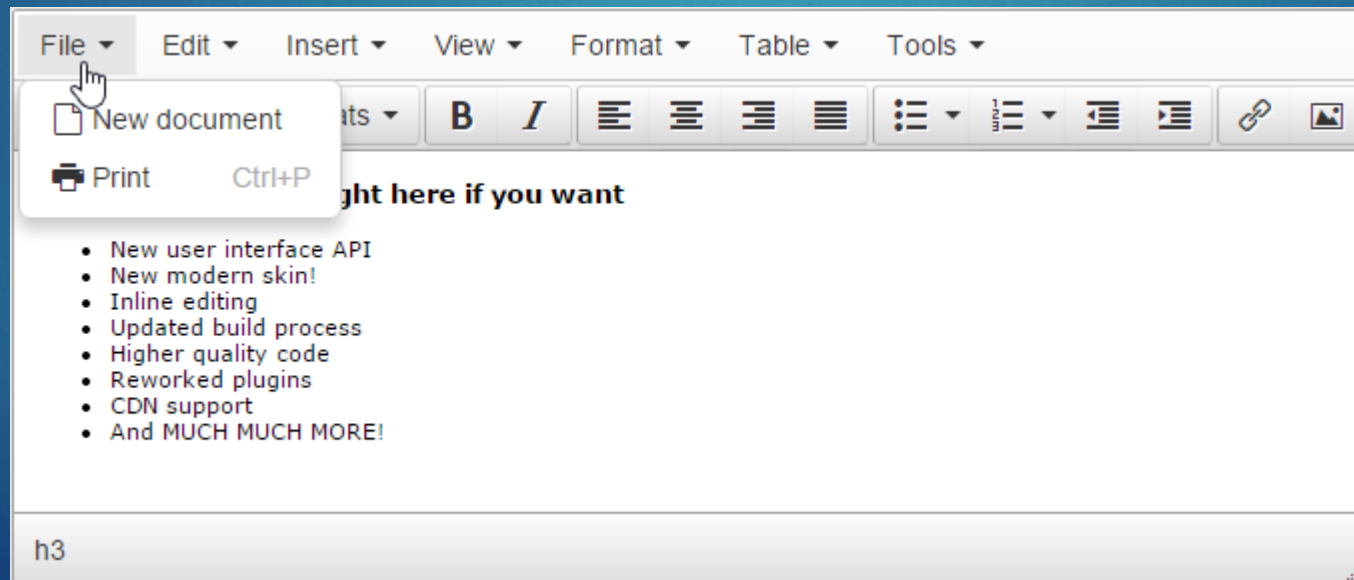 File Edit Insert View Format Table Tools
New document
Print Ctrl+P
B I
here if you want
New user interface API
New modern skin!
Inline editing
Updated build process
Higher quality code
Reworked plugins
CDN support
And MUCH MUCH MORE!
h3